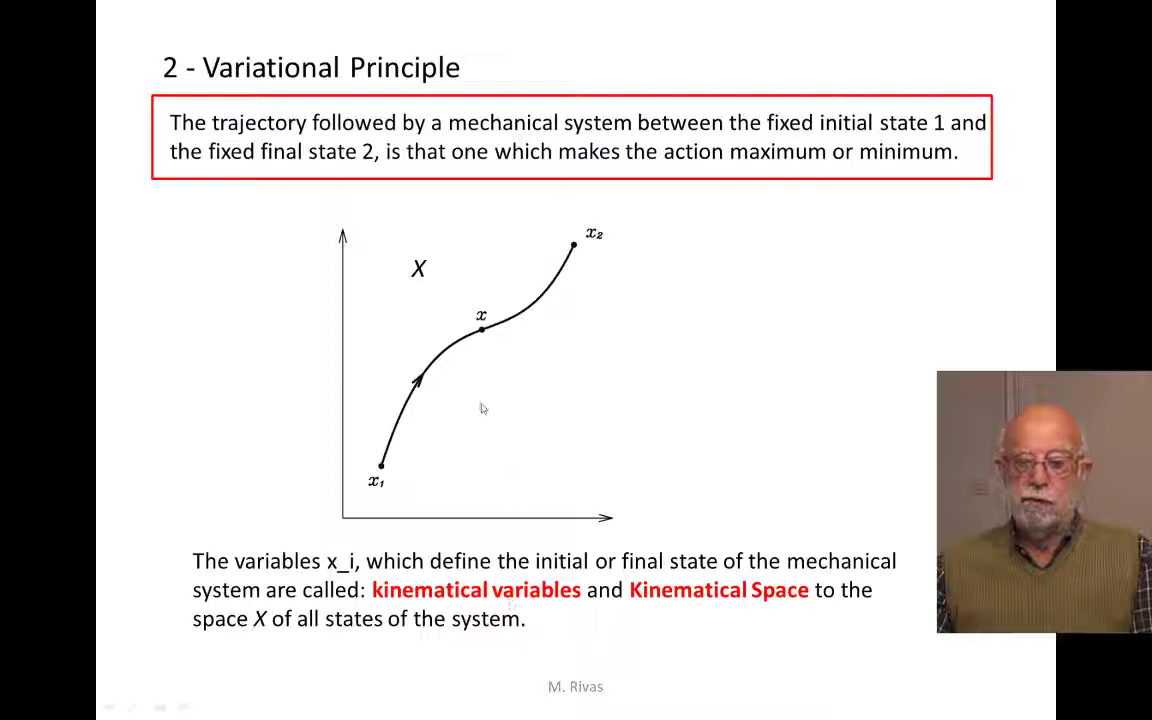 2 - Variational Principle
The trajectory followed by a mechanical system between the fixed initial state 1 and
the fixed final state 2, is that one which makes the action maximum or minimum.
x₂
X
x
x₁
The variables x_i, which define the initial or final state of the mechanical
system are called: kinematical variables and Kinematical Space to the
space X of all states of the system.
M. Rivas